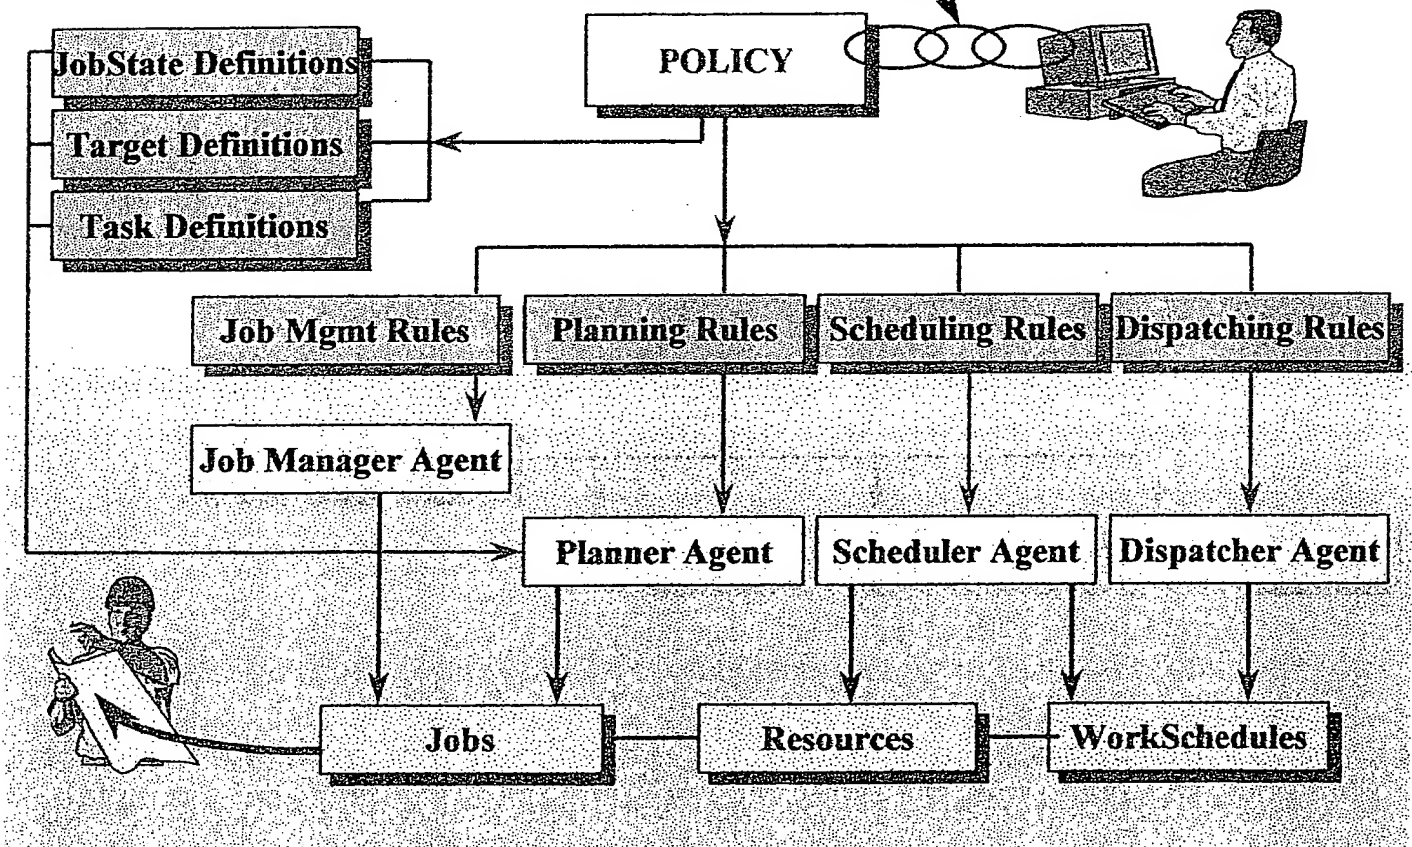 POLICY
JobState Definitions
Target Definitions
Task Definitions
Job Mgmt Rules
Planning Rules
Scheduling Rules
Dispatching Rules
Job Manager Agent
Planner Agent
Scheduler Agent
Dispatcher Agent
Jobs
Resources
WorkSchedules